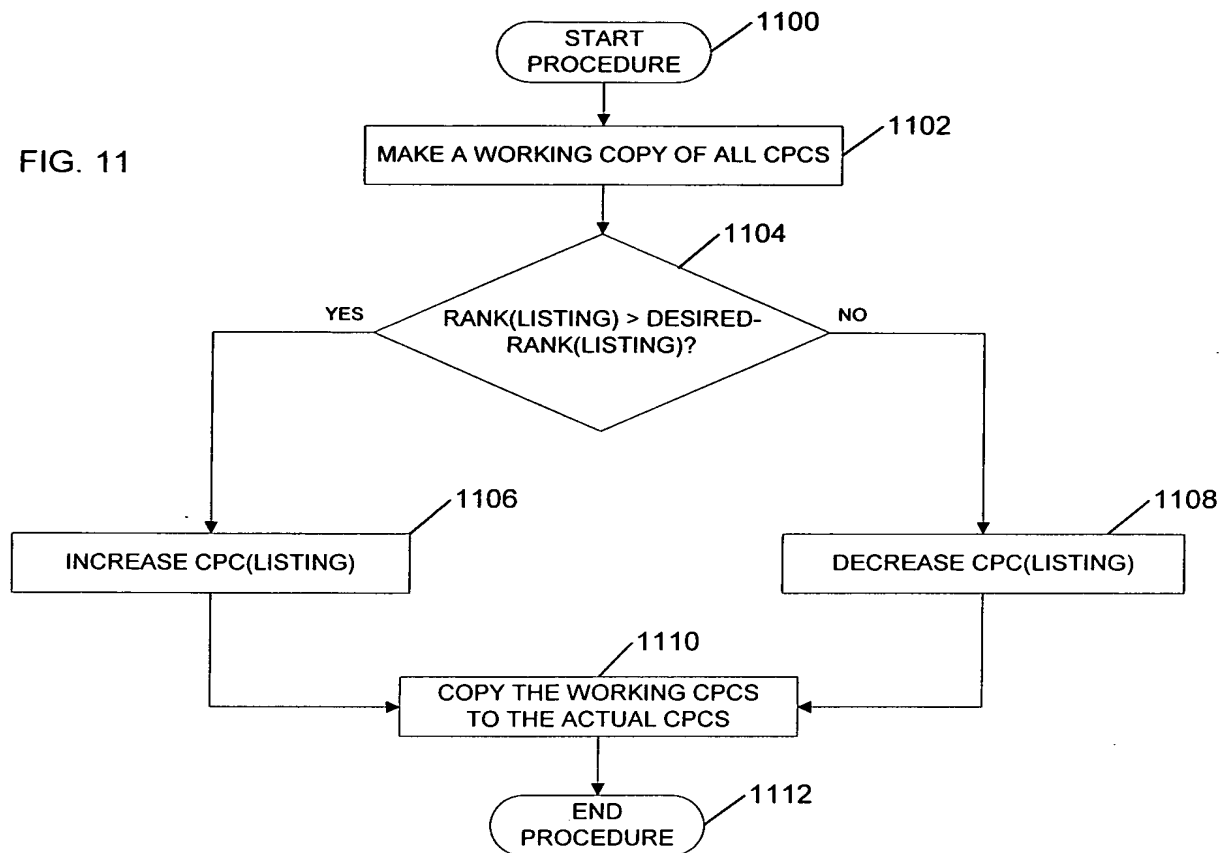 START
PROCEDURE
1100
FIG. 11
MAKE A WORKING COPY OF ALL CPCS
1102
1104
YES
RANK(LISTING) > DESIRED-
RANK(LISTING)?
NO
1106
INCREASE CPC(LISTING)
1108
DECREASE CPC(LISTING)
1110
COPY THE WORKING CPCS
TO THE ACTUAL CPCS
END
PROCEDURE
1112